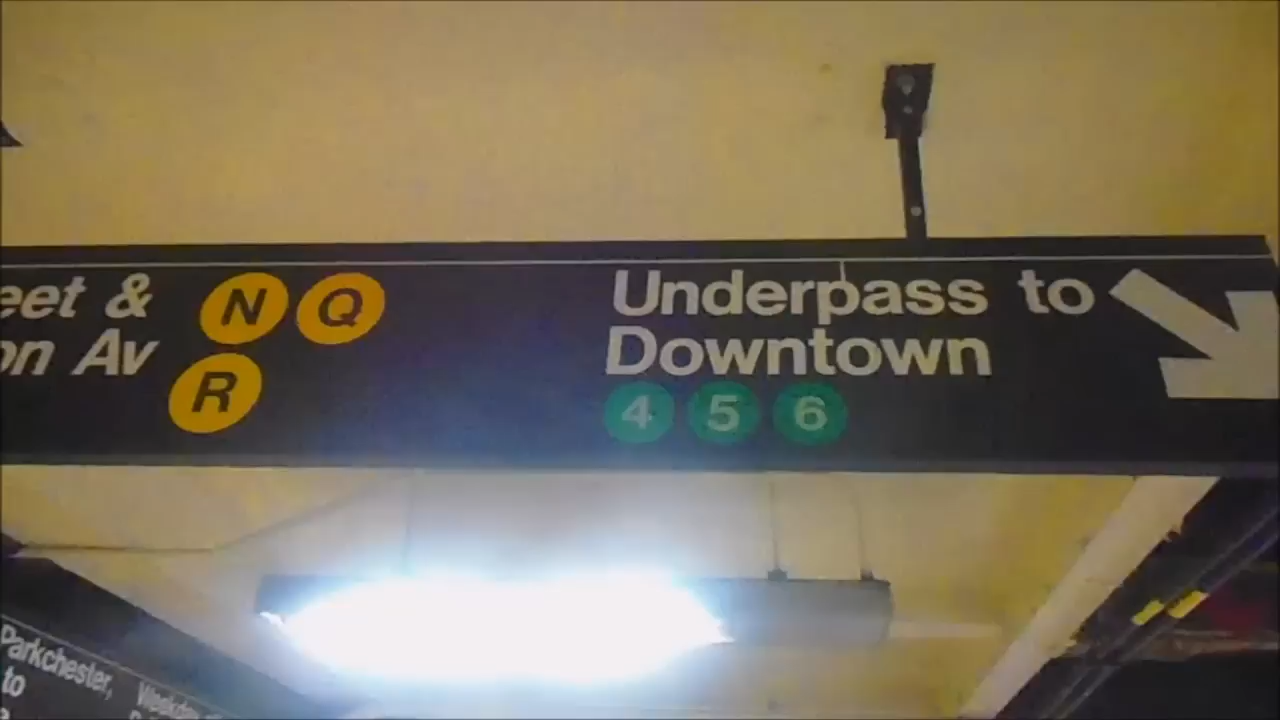 eet & N Q
on Av
R
Underpass to
Downtown
4 5 6
Parkchester,
to